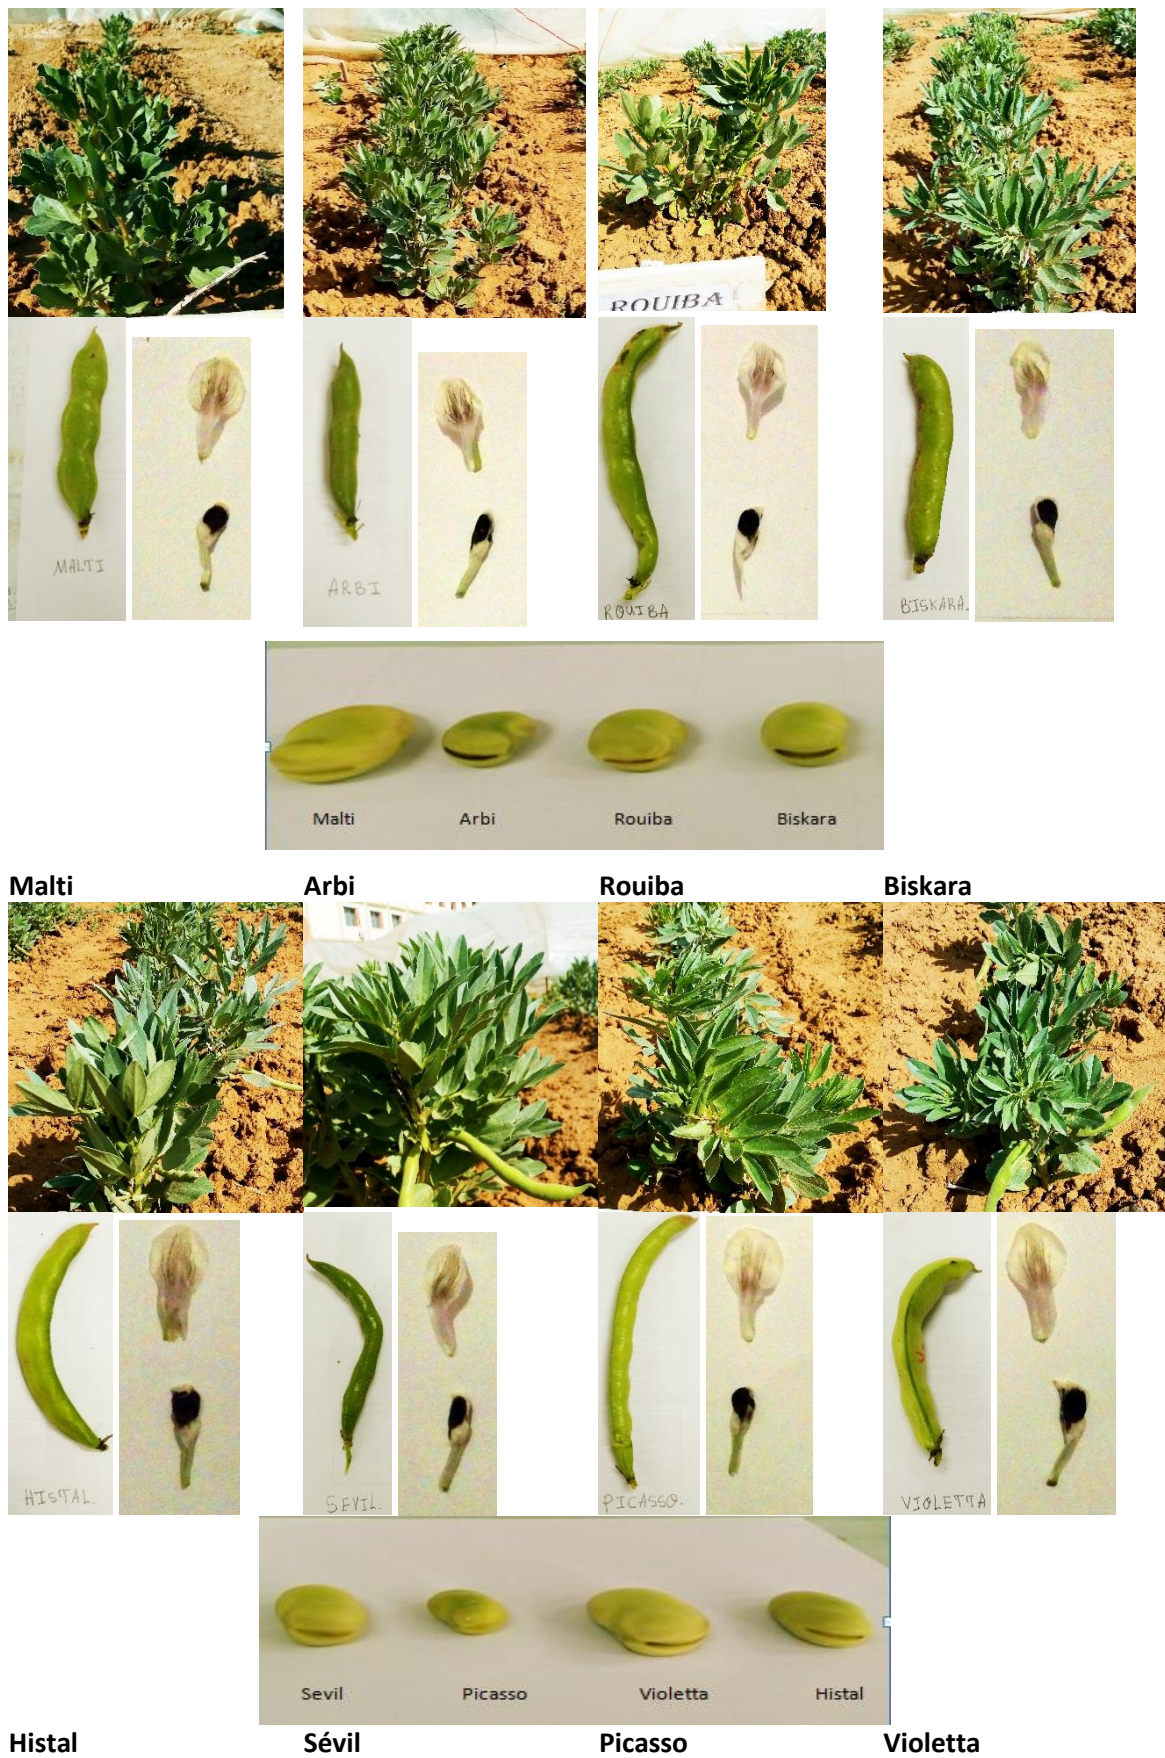 ROUIBA
MALTI
ARBI
ROUIBA
BISKARA.
Malti Arbi Rouiba Biskara
Malti Arbi Rouiba Biskara
HISTAL.
SEVIL.
PICASSO.
VIOLETTA
Sevil Picasso Violetta Histal
Histal Sévil Picasso Violetta